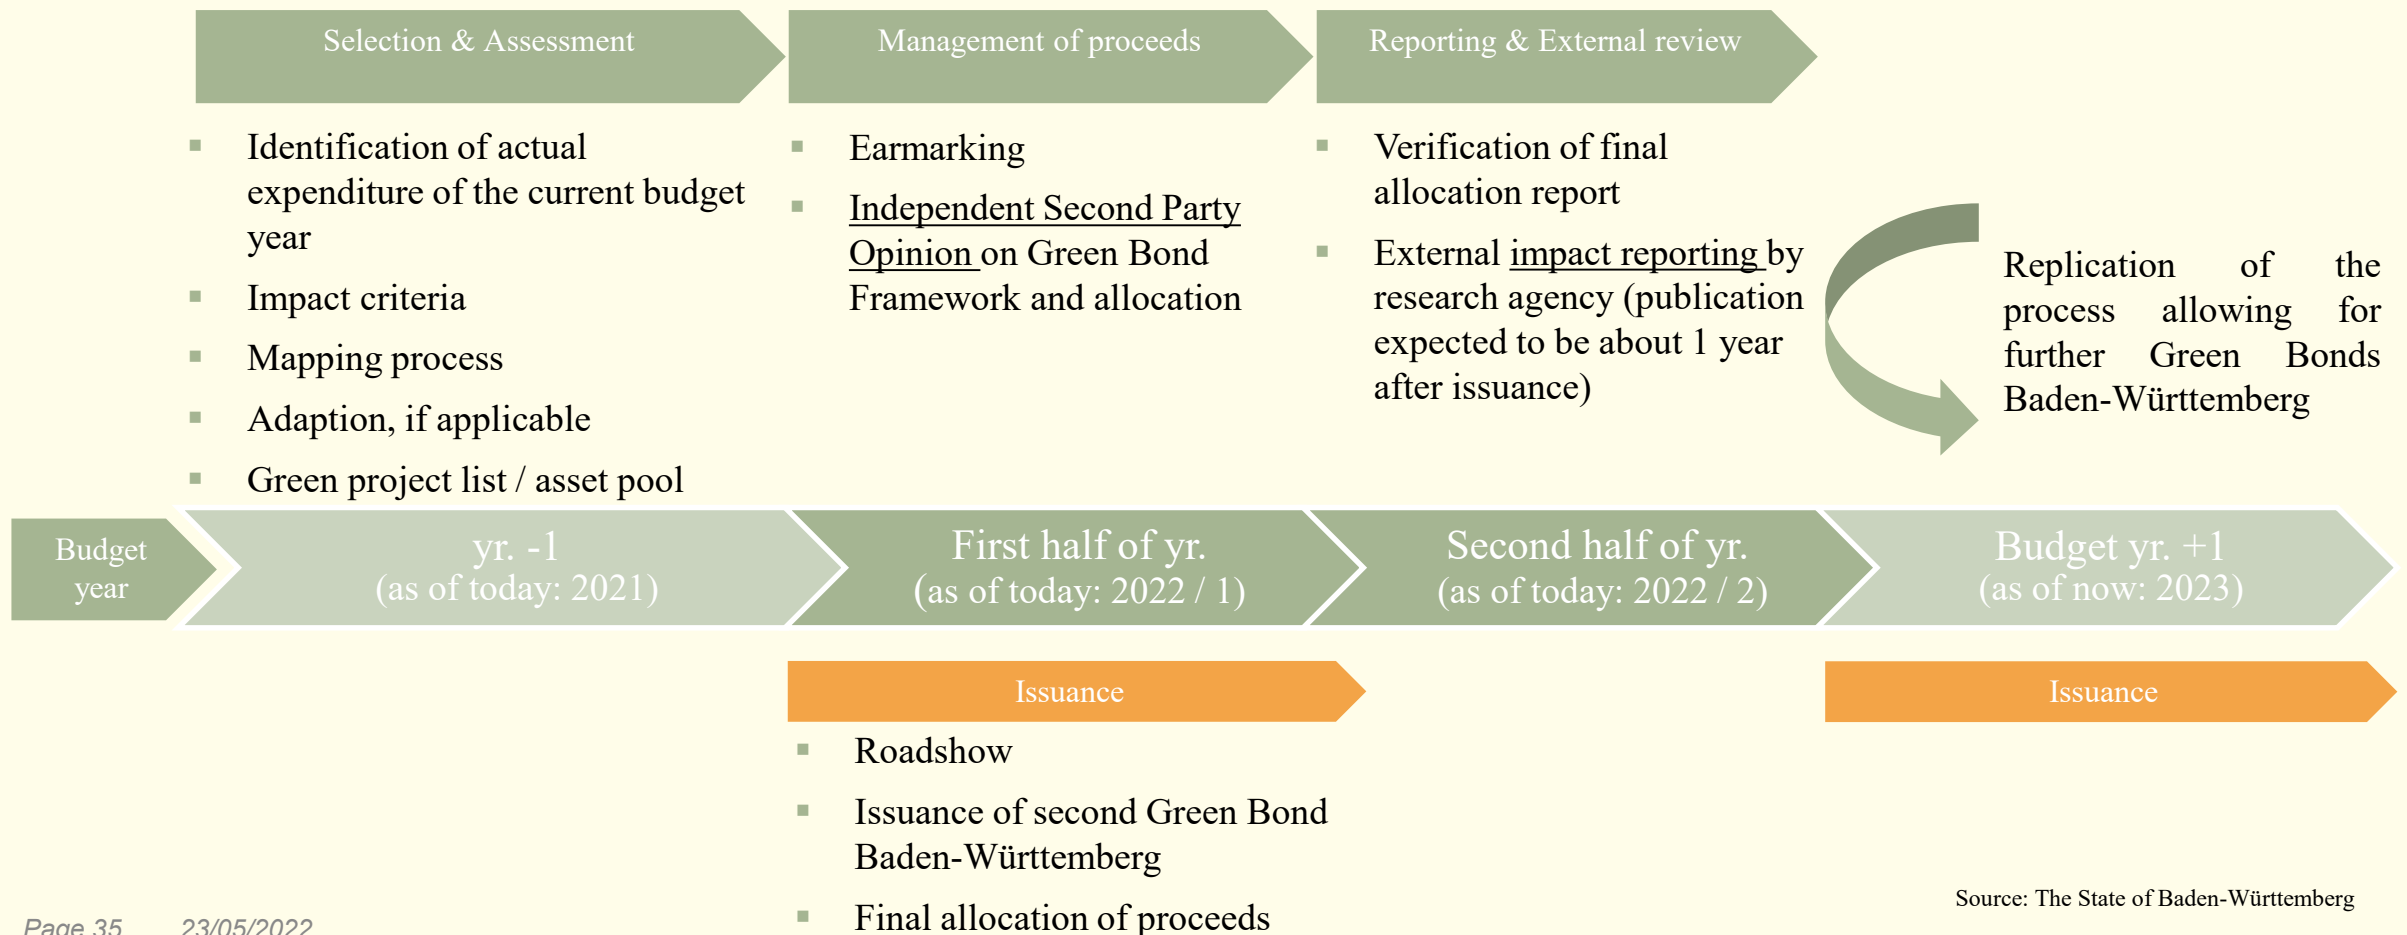 Selection & Assessment
Management of proceeds
Reporting & External review
Identification of actual
expenditure of the current budget
year
Impact criteria
Mapping process
Adaption, if applicable
Green project list / asset pool
Earmarking
Independent Second Party
Opinion on Green Bond
Framework and allocation
Verification of final
allocation report
External impact reporting by
research agency (publication
expected to be about 1 year
after issuance)
Replication of the
process allowing for
further Green Bonds
Baden-Württemberg
Budget
year
yr. -1
(as of today: 2021)
First half of yr.
(as of today: 2022 / 1)
Second half of yr.
(as of today: 2022 / 2)
Budget yr. +1
(as of now: 2023)
Issuance
Issuance
Roadshow
Issuance of second Green Bond
Baden-Württemberg
Final allocation of proceeds
Source: The State of Baden-Württemberg
Page 35 23/05/2022